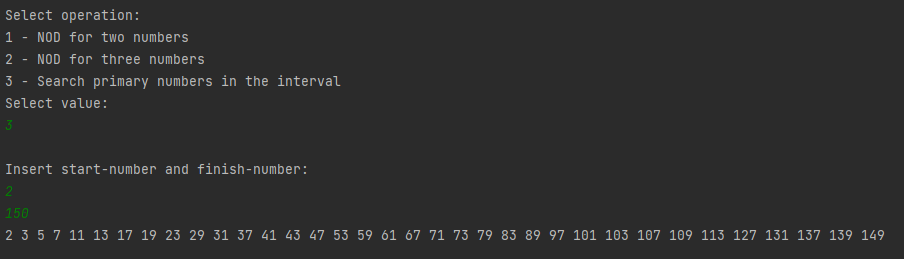 Select operation:
1 - NOD for two numbers
2 - NOD for three numbers
3 - Search primary numbers in the interval
Select value:
3
Insert start-number and finish-number:
2
150
2 3 5 7 11 13 17 19 23 29 31 37 41 43 47 53 59 61 67 71 73 79 83 89 97 101 103 107 109 113 127 131 137 139 149